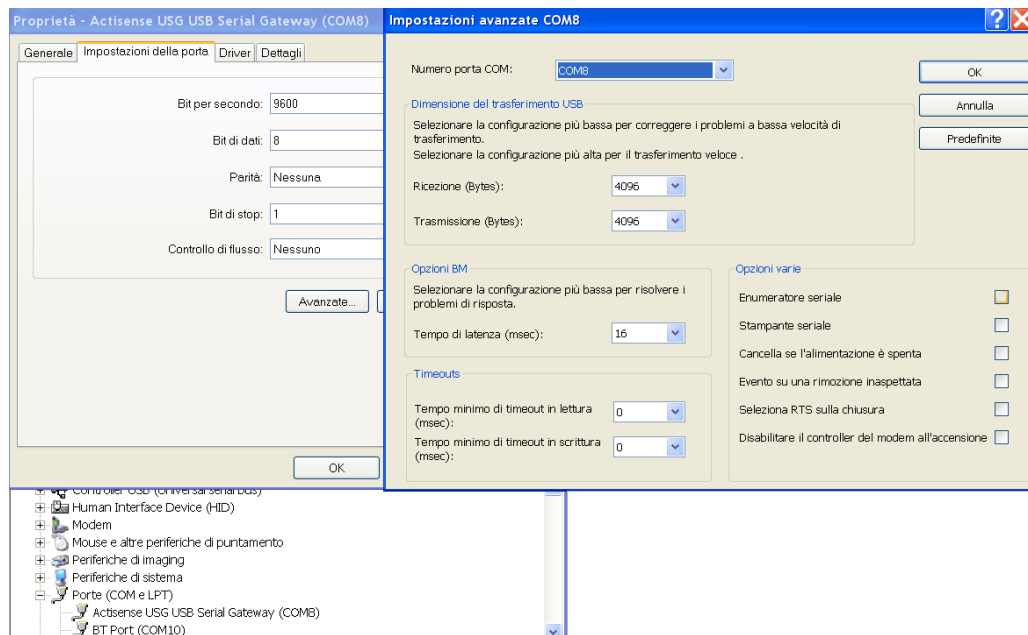 Proprietà - Actisense USG USB Serial Gateway (COM8)
Generale
Impostazioni della porta
Driver
Dettagli
Bit per secondo: 9600
Bit di dati: 8
Parità: Nessuna
Bit di stop: 1
Controllo di flusso: Nessuno
Avanzate...
OK
Impostazioni avanzate COM8
Numero porta COM: COM8
OK
Annulla
Predefinite
Dimensione del trasferimento USB
Selezionare la configurazione più bassa per correggere i problemi a bassa velocità di
trasferimento.
Selezionare la configurazione più alta per il trasferimento veloce .
Ricezione (Bytes): 4096
Trasmissione (Bytes): 4096
Opzioni BM
Selezionare la configurazione più bassa per risolvere i
problemi di risposta.
Tempo di latenza (msec): 16
Timeouts
Tempo minimo di timeout in lettura
(msec): 0
Tempo minimo di timeout in scrittura
(msec): 0
Opzioni varie
Enumeratore seriale
Stampante seriale
Cancella se l'alimentazione è spenta
Evento su una rimozione inaspettata
Seleziona RTS sulla chiusura
Disabilitare il controller del modem all'accensione
Controller USB (Universal serial bus)
Human Interface Device (HID)
Modem
Mouse e altre periferiche di puntamento
Periferiche di imaging
Periferiche di sistema
Porte (COM e LPT)
Actisense USG USB Serial Gateway (COM8)
BT Port (COM10)